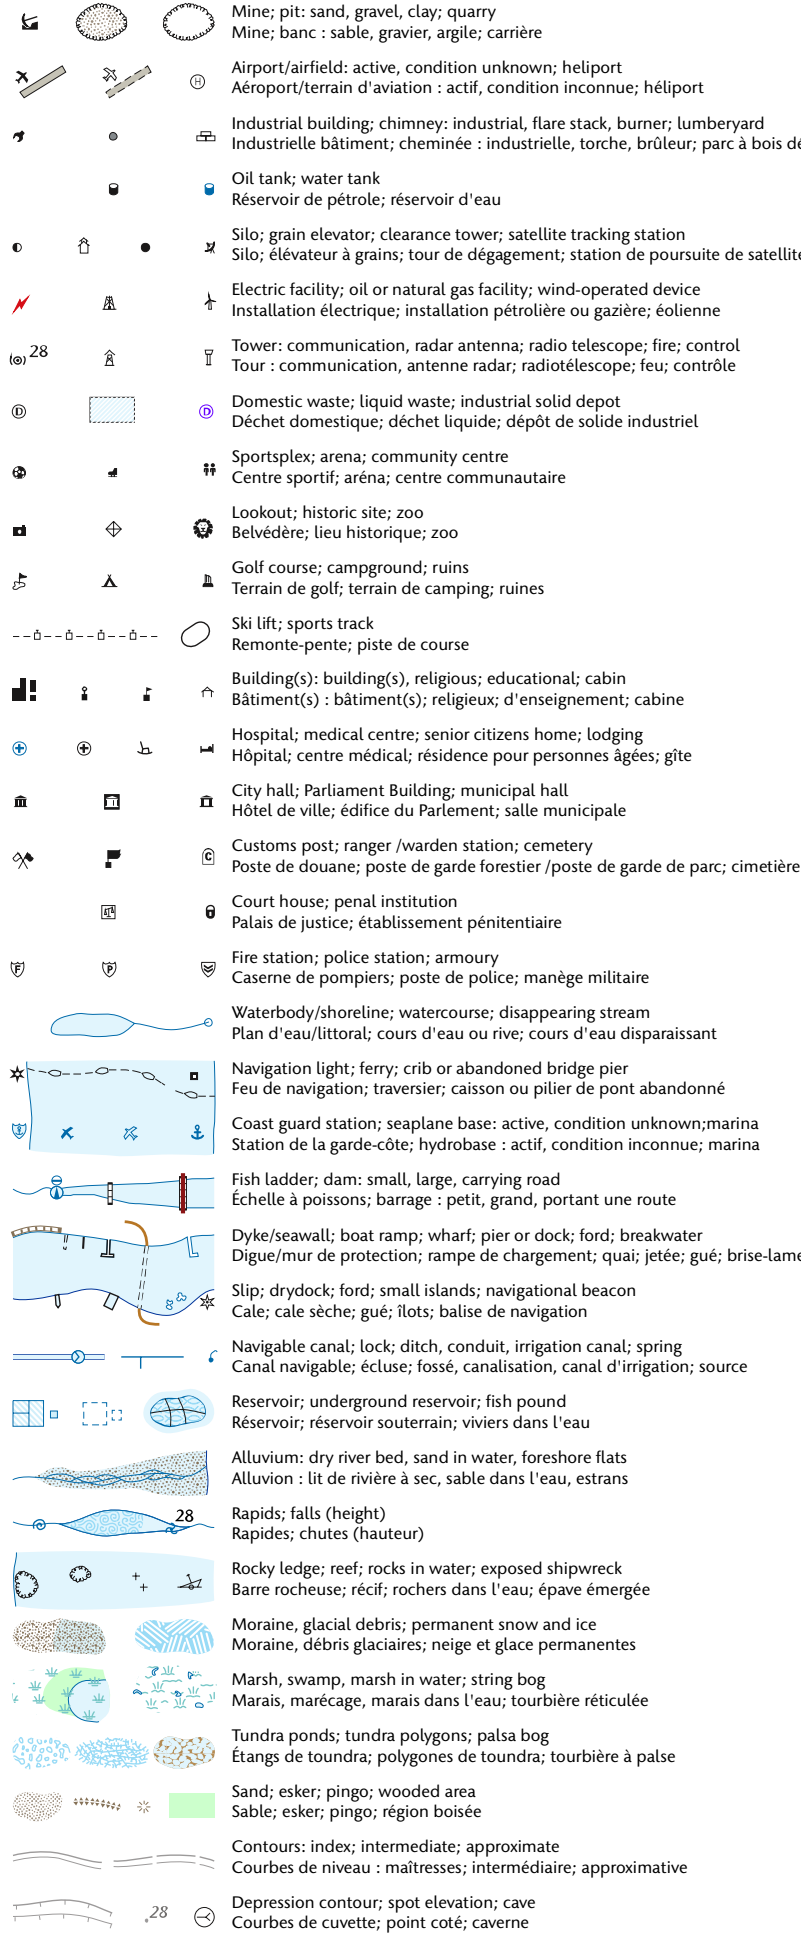 Mine; pit: sand, gravel, clay; quarry
Mine; banc : sable, gravier, argile; carrière
Airport/airfield: active, condition unknown; heliport
Aéroport/terrain d'aviation : actif, condition inconnue; héliport
H
Industrial building; chimney: industrial, flare stack, burner; lumberyard
Industrielle bâtiment; cheminée : industrielle, torche, brûleur; parc à bois
Oil tank; water tank
Réservoir de pétrole; réservoir d'eau
Silo; grain elevator; clearance tower; satellite tracking station
Silo; élévateur à grains; tour de dégagement; station de poursuite de satellite
Electric facility; oil or natural gas facility; wind-operated device
Installation électrique; installation pétrolière ou gazière; éolienne
28
Tower: communication, radar antenna; radio telescope; fire; control
Tour : communication, antenne radar; radiotélescope; feu; contrôle
D D
Domestic waste; liquid waste; industrial solid depot
Déchet domestique; déchet liquide; dépôt de solide industriel
Sportsplex; arena; community centre
Centre sportif; aréna; centre communautaire
Lookout; historic site; zoo
Belvédère; lieu historique; zoo
Golf course; campground; ruins
Terrain de golf; terrain de camping; ruines
Ski lift; sports track
Remonte-pente; piste de course
Building(s): building(s), religious; educational; cabin
Bâtiment(s) : bâtiment(s); religieux; d'enseignement; cabine
Hospital; medical centre; senior citizens home; lodging
Hôpital; centre médical; résidence pour personnes âgées; gîte
City hall; Parliament Building; municipal hall
Hôtel de ville; édifice du Parlement; salle municipale
C
Customs post; ranger /warden station; cemetery
Poste de douane; poste de garde forestier /poste de garde de parc; cimetière
Court house; penal institution
Palais de justice; établissement pénitentiaire
F P
Fire station; police station; armoury
Caserne de pompiers; poste de police; manège militaire
Waterbody/shoreline; watercourse; disappearing stream
Plan d'eau/littoral; cours d'eau ou rive; cours d'eau disparaissant
Navigation light; ferry; crib or abandoned bridge pier
Feu de navigation; traversier; caisson ou pilier de pont abandonné
Coast guard station; seaplane base: active, condition unknown;marina
Station de la garde-côte; hydrobase : actif, condition inconnue; marina
Fish ladder; dam: small, large, carrying road
Échelle à poissons; barrage : petit, grand, portant une route
Dyke/seawall; boat ramp; wharf; pier or dock; ford; breakwater
Digue/mur de protection; rampe de chargement; quai; jetée; gué; brise-lame
Slip; drydock; ford; small islands; navigational beacon
Cale; cale sèche; gué; îlots; balise de navigation
Navigable canal; lock; ditch, conduit, irrigation canal; spring
Canal navigable; écluse; fossé, canalisation, canal d'irrigation; source
Reservoir; underground reservoir; fish pound
Réservoir; réservoir souterrain; viviers dans l'eau
Alluvium: dry river bed, sand in water, foreshore flats
Alluvion : lit de rivière à sec, sable dans l'eau, estrans
28
Rapids; falls (height)
Rapides; chutes (hauteur)
Rocky ledge; reef; rocks in water; exposed shipwreck
Barre rocheuse; récif; rochers dans l'eau; épave émergée
Moraine, glacial debris; permanent snow and ice
Moraine, débris glaciaires; neige et glace permanentes
Marsh, swamp, marsh in water; string bog
Marais, marécage, marais dans l'eau; tourbière réticulée
Tundra ponds; tundra polygons; palsa bog
Étangs de toundra; polygones de toundra; tourbière à palse
Sand; esker; pingo; wooded area
Sable; esker; pingo; région boisée
Contours: index; intermediate; approximate
Courbes de niveau : maîtresses; intermédiaire; approximative
.28
Depression contour; spot elevation; cave
Courbes de cuvette; point coté; caverne